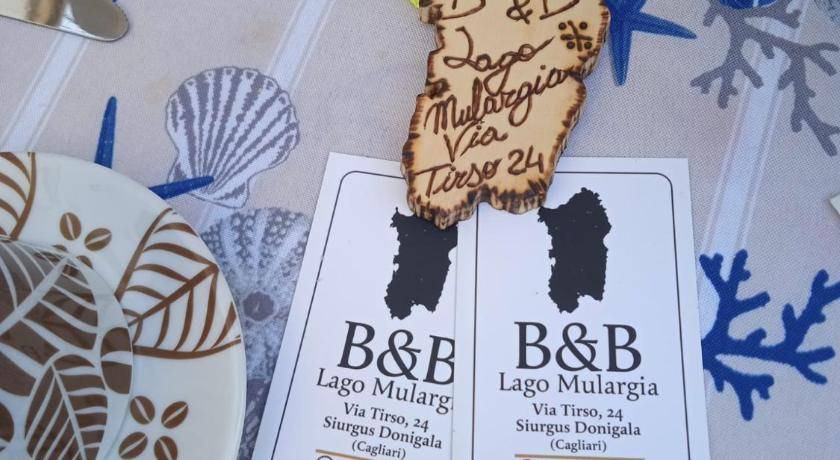 B & B
Lago
Mulargia
Via
Tirso 24
B&B
Lago Mularg
Via Tirso, 24
Siurgus Donigala
(Cagliari)
B&B
Lago Mulargia
Via Tirso, 24
Siurgus Donigala
(Cagliari)